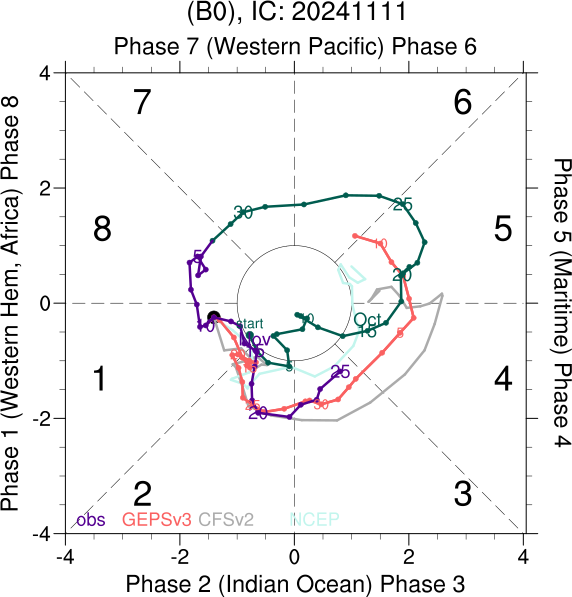 (B0), IC: 20241111
Phase 7 (Western Pacific) Phase 6
4
7
6
Phase 1 (Western Hem, Africa) Phase 8
Phase 5 (Maritime) Phase 4
2
30
25
8
5
5
0
20
0
start
Oct
15
Nov
5
1
4
25
-2
20
30
2
3
obs
GEPSv3
CFSv2
NCEP
-4
-4
-2
0
2
4
Phase 2 (Indian Ocean) Phase 3